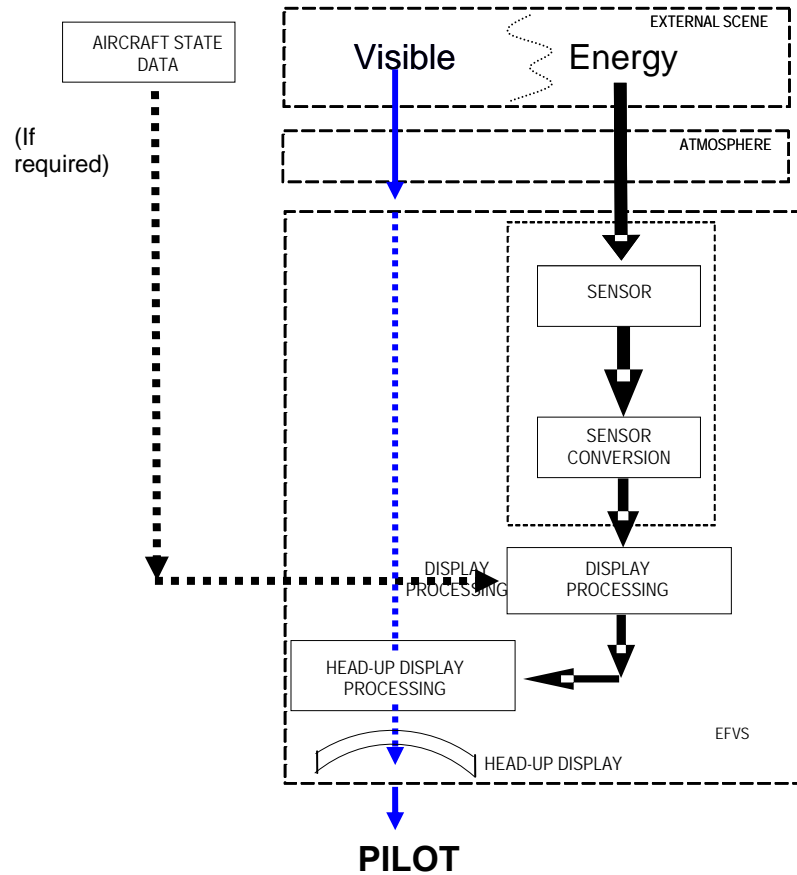 EXTERNAL SCENE
AIRCRAFT STATE
DATA
Visible
Energy
(If
required)
ATMOSPHERE
SENSOR
SENSOR
CONVERSION
DISPLAY
PROCESSING
DISPLAY
PROCESSING
HEAD-UP DISPLAY
PROCESSING
EFVS
HEAD-UP DISPLAY
PILOT